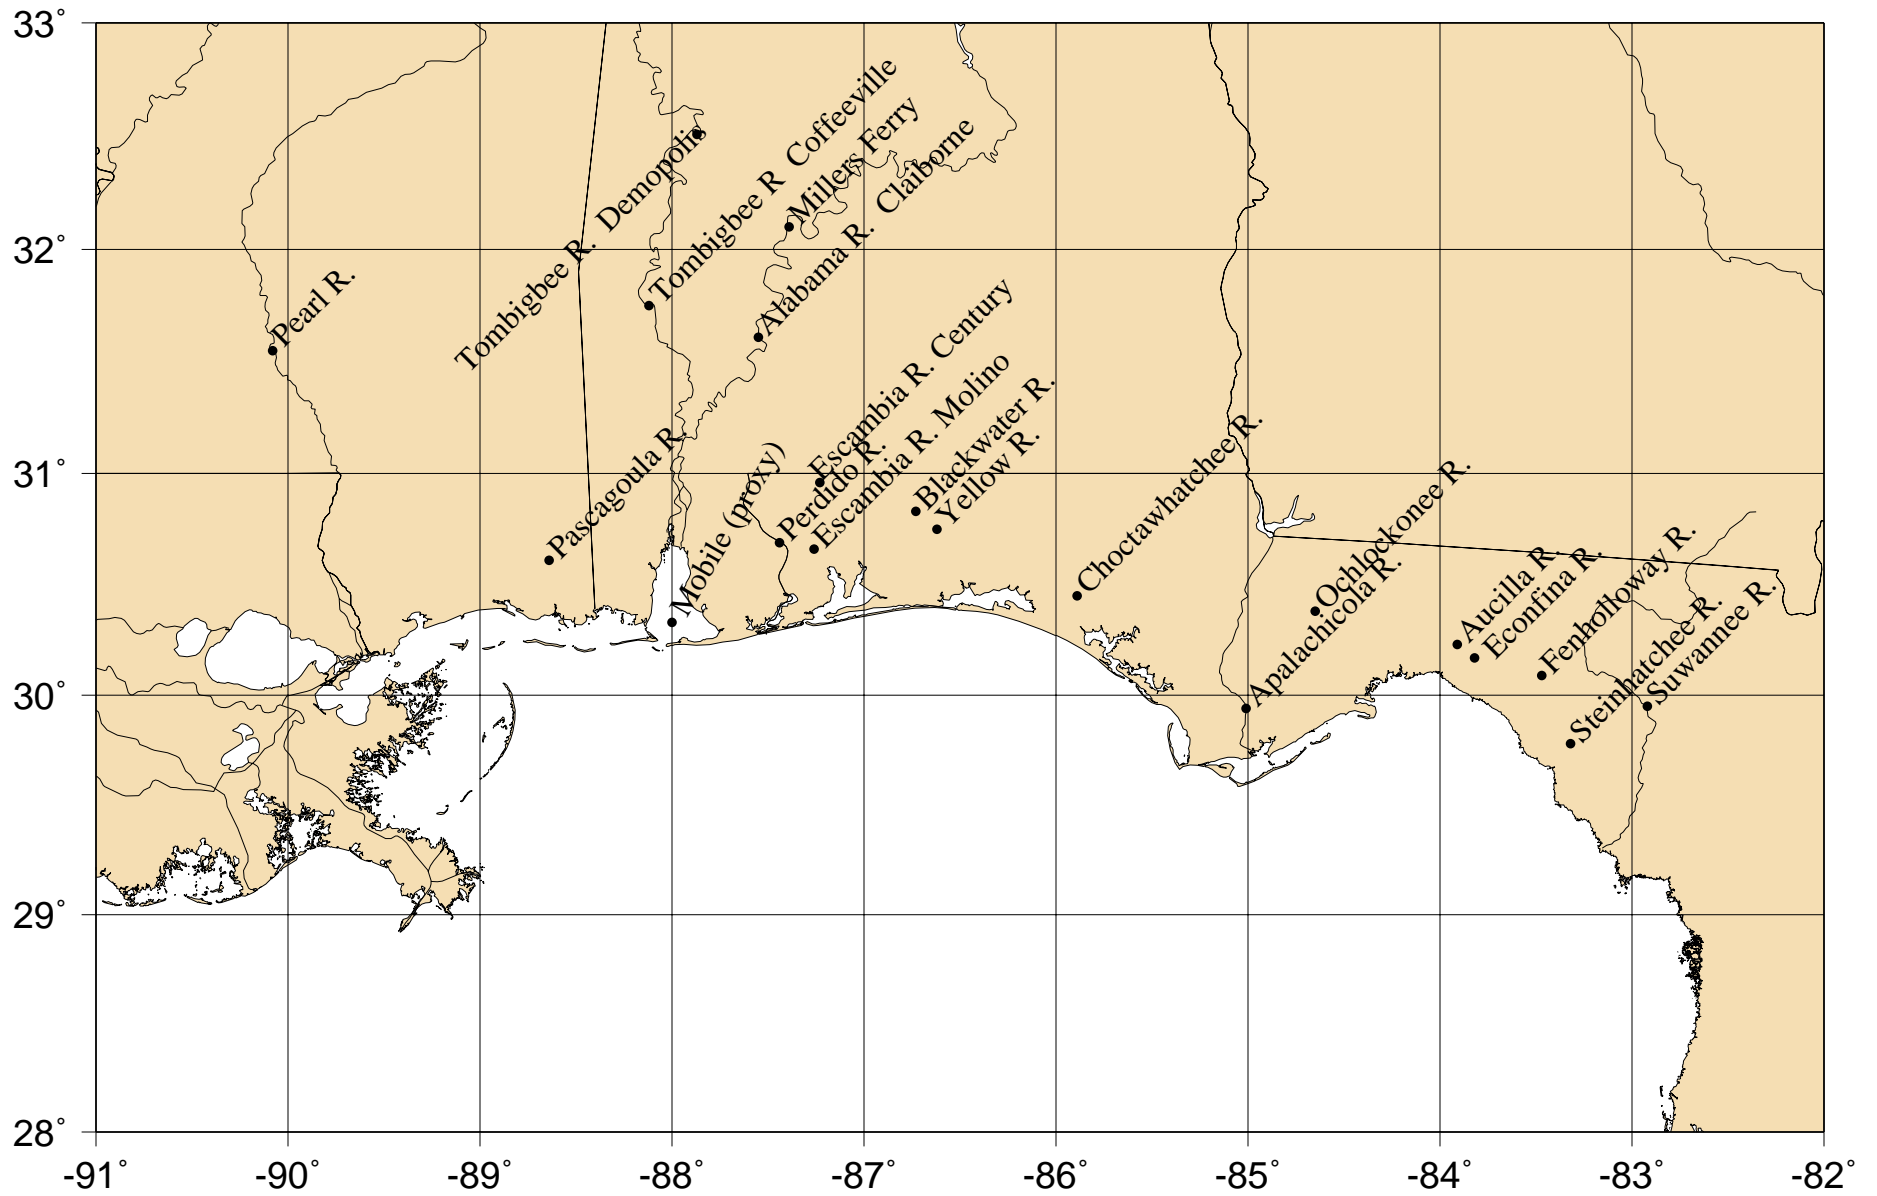 33°
32°
31°
30°
29°
28°
-91°
-90°
-89°
-88°
-87°
-86°
-85°
-84°
-83°
-82°
Pearl R.
Tombigbee R. Demopolis
Tombigbee R Coffeeville
Millers Ferry
Alabama R. Claiborne
Pascagoula R.
Mobile (proxy)
Escambia R. Century
Perdido R.
Escambia R. Molino
Blackwater R.
Yellow R.
Choctawhatchee R.
Apalachicola R.
Ochlockonee R.
Aucilla R.
Econfina R.
Fenholloway R.
Steinhatchee R.
Suwannee R.